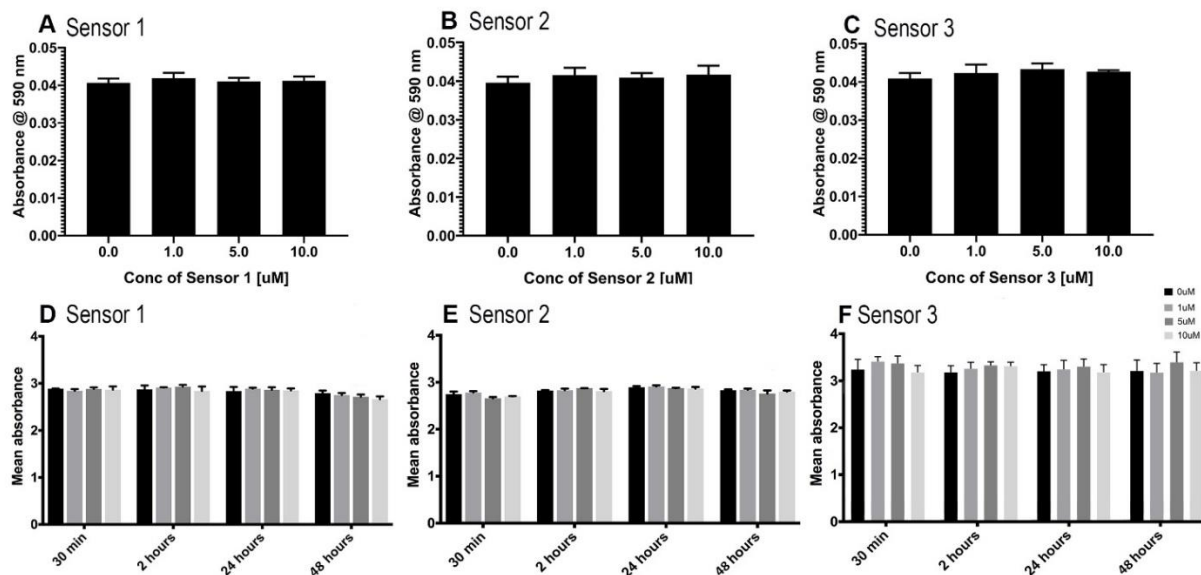 A Sensor 1
Absorbance @ 590 nm
0.05
0.04
0.03
0.02
0.01
0.00
0.0 1.0 5.0 10.0
Conc of Sensor 1 [uM]
B Sensor 2
Absorbance @ 590 nm
0.05
0.04
0.03
0.02
0.01
0.00
0.0 1.0 5.0 10.0
Conc of Sensor 2 [uM]
C Sensor 3
Absorbance @ 590 nm
0.05
0.04
0.03
0.02
0.01
0.00
0.0 1.0 5.0 10.0
Conc of Sensor 3 [uM]
D Sensor 1
Mean absorbance
4
3
2
1
0
30 min 2 hours 24 hours 48 hours
E Sensor 2
Mean absorbance
4
3
2
1
0
30 min 2 hours 24 hours 48 hours
F Sensor 3
0uM
1uM
5uM
10uM
Mean absorbance
4
3
2
1
0
30 min 2 hours 24 hours 48 hours